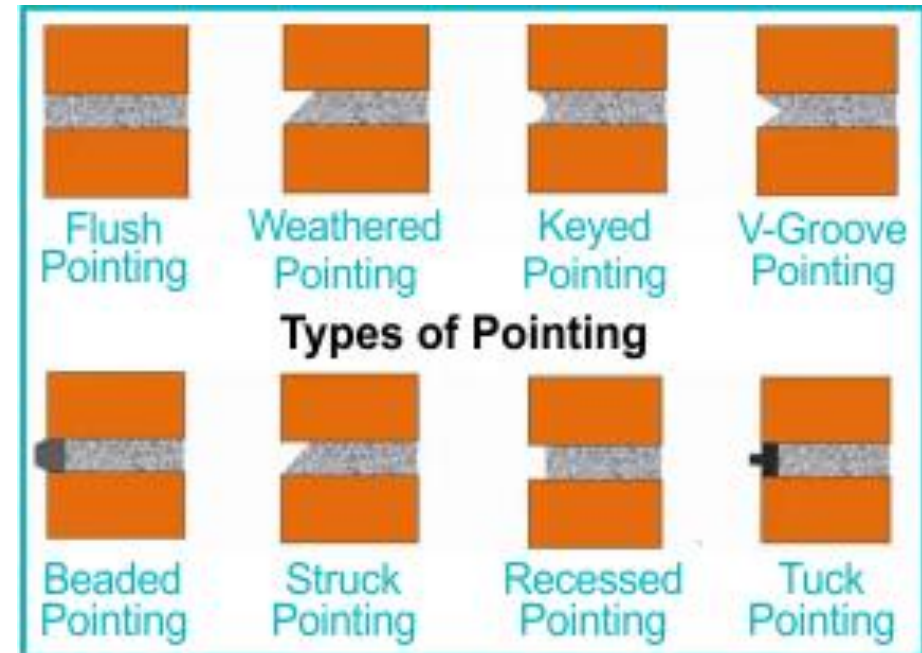 Flush
Pointing
Weathered
Pointing
Keyed
Pointing
V-Groove
Pointing
Types of Pointing
Beaded
Pointing
Struck
Pointing
Recessed
Pointing
Tuck
Pointing